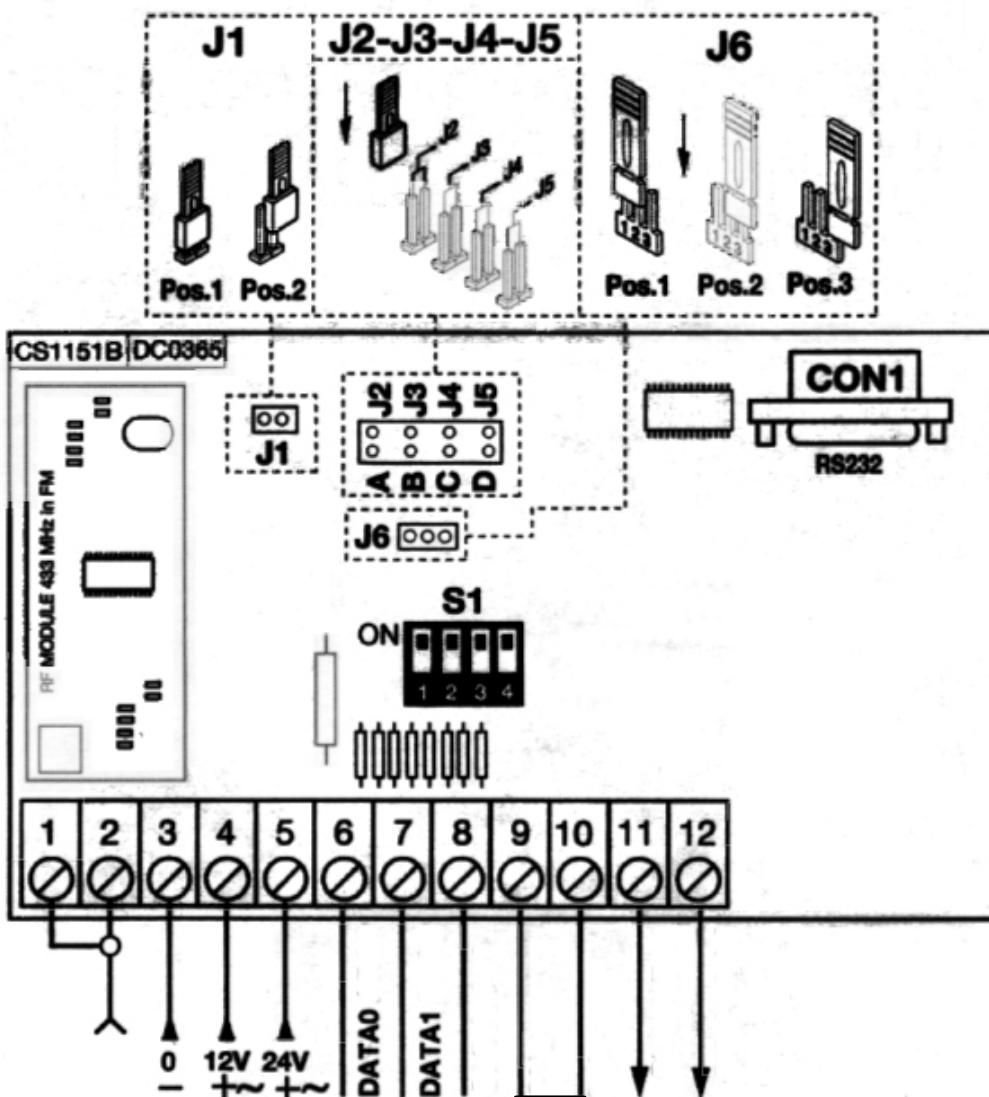 J1
J2-J3-J4-J5
J6
J2
J3
J4
J5
1 2 3
1 2 3
1 2 3
Pos.1 Pos.2
Pos.1 Pos.2 Pos.3
CS1151B DC0365
CON1
RS232
J2 J3 J4 J5
J1
A B C D
J6
RF MODULE 433 MHz in FM
S1
ON
1 2 3 4
1 2 3 4 5 6 7 8 9 10 11 12
DATA0
DATA1
0 12V 24V
− +~ +~